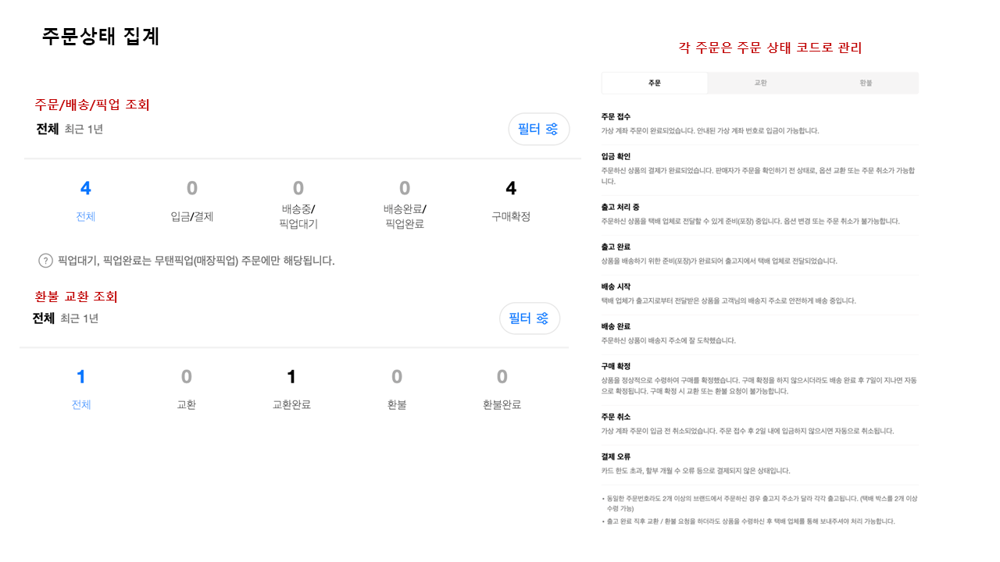 주문상태 집계
주문/배송/픽업 조회
전체 최근 1년
필터
4 0 0 0 4
전체 입금/결제 배송중/ 배송완료/ 구매확정
픽업대기 픽업완료
? 픽업대기, 픽업완료는 무탠픽업(매장픽업) 주문에만 해당됩니다.
환불 교환 조회
전체 최근 1년
필터
1 0 1 0 0
전체 교환 교환완료 환불 환불완료
각 주문은 주문 상태 코드로 관리
주문 교환 환불
주문 접수
가상 계좌 주문이 완료되었습니다. 안내된 가상 계좌 번호로 입금이 가능합니다.
입금 확인
주문하신 상품의 결제가 완료되었습니다. 판매자가 주문을 확인하기 전 상태로, 옵션 교환 또는 주문 취소가 가능합
니다.
출고 처리 중
주문하신 상품을 택배 업체로 전달할 수 있게 준비(포장) 중입니다. 옵션 변경 또는 주문 취소가 불가능합니다.
출고 완료
상품을 배송하기 위한 준비(포장)가 완료되어 출고지에서 택배 업체로 전달되었습니다.
배송 시작
택배 업체가 출고지로부터 전달받은 상품을 고객님의 배송지 주소로 안전하게 배송 중입니다.
배송 완료
주문하신 상품이 배송지 주소에 잘 도착했습니다.
구매 확정
상품을 정상적으로 수령하여 구매를 확정했습니다. 구매 확정을 하지 않으시더라도 배송 완료 후 7일이 지나면 자동
으로 확정됩니다. 구매 확정 시 교환 또는 환불 요청이 불가능합니다.
주문 취소
가상 계좌 주문이 입금 전 취소되었습니다. 주문 접수 후 2일 내에 입금하지 않으시면 자동으로 취소됩니다.
결제 오류
카드 한도 초과, 할부 개월 수 오류 등으로 결제되지 않은 상태입니다.
• 동일한 주문번호라도 2개 이상의 브랜드에서 주문하신 경우 출고지 주소가 달라 각각 출고됩니다. (택배 박스를 2개 이상
수령 가능)
• 출고 완료 직후 교환 / 환불 요청을 하더라도 상품을 수령하신 후 택배 업체를 통해 보내주셔야 처리 가능합니다.